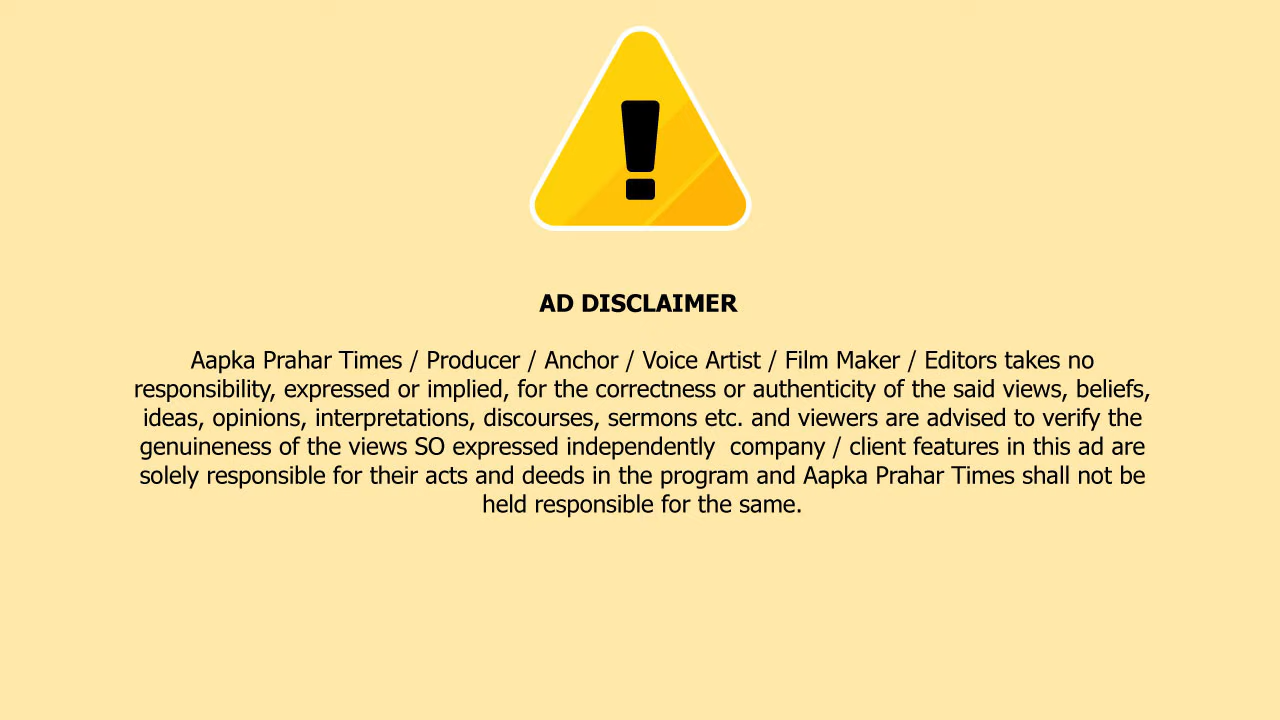 AD DISCLAIMER
Aapka Prahar Times / Producer / Anchor / Voice Artist / Film Maker / Editors takes no
responsibility, expressed or implied, for the correctness or authenticity of the said views, beliefs,
ideas, opinions, interpretations, discourses, sermons etc. and viewers are advised to verify the
genuineness of the views SO expressed independently  company / client features in this ad are
solely responsible for their acts and deeds in the program and Aapka Prahar Times shall not be
held responsible for the same.